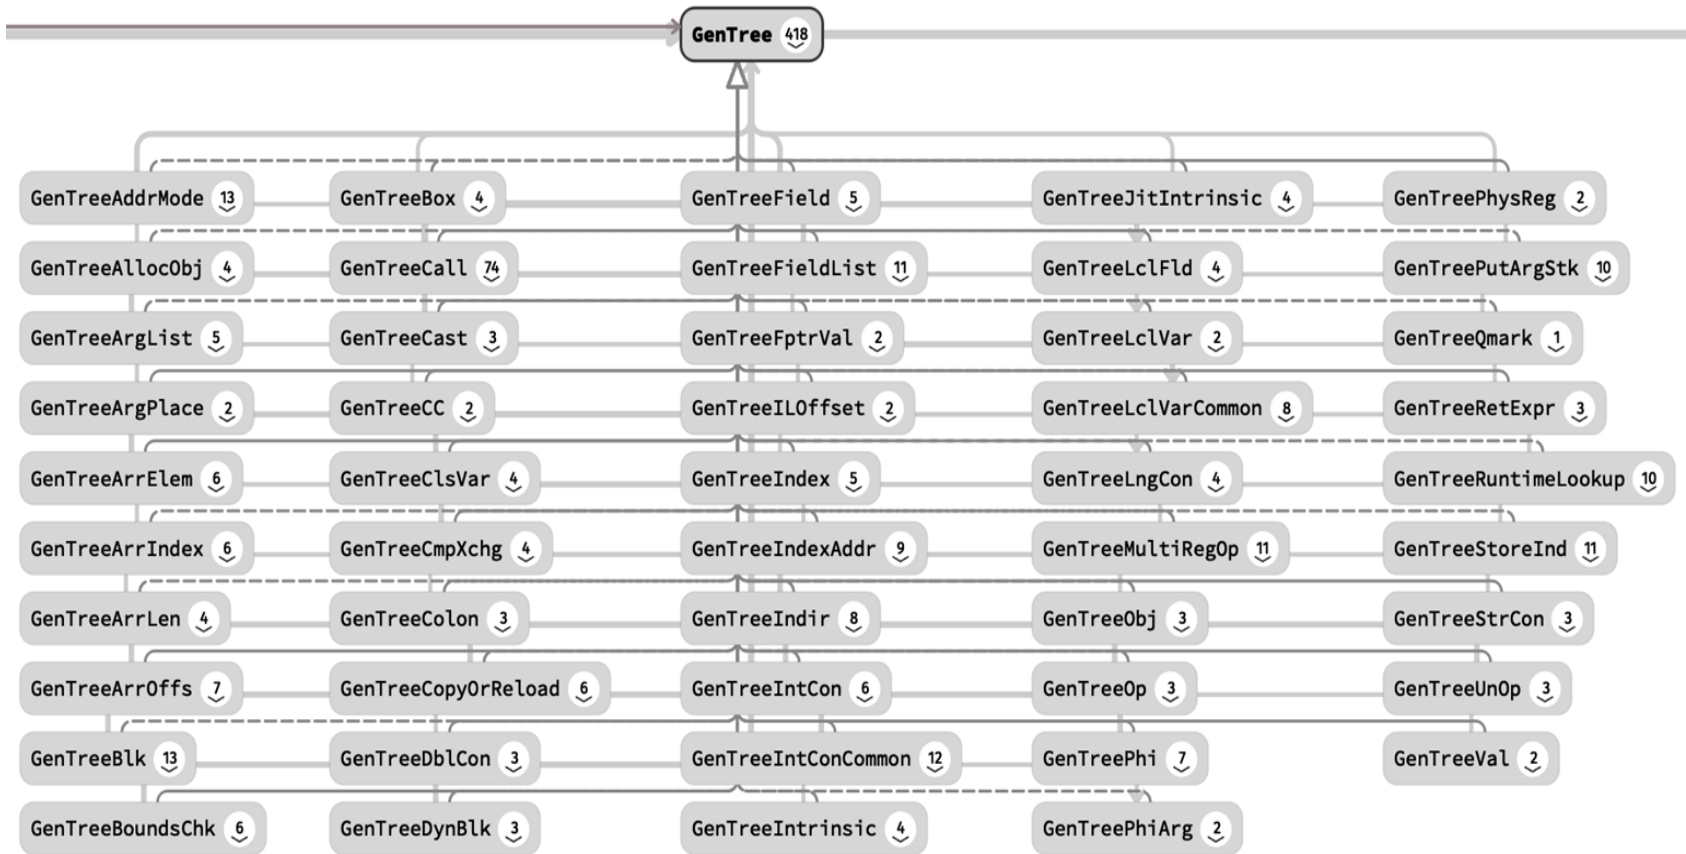 GenTree 418
GenTreeAddrMode 13 GenTreeBox 4 GenTreeField 5 GenTreeJitIntrinsic 4 GenTreePhysReg 2
GenTreeAllocObj 4 GenTreeCall 74 GenTreeFieldList 11 GenTreeLclFld 4 GenTreePutArgStk 10
GenTreeArgList 5 GenTreeCast 3 GenTreeFptrVal 2 GenTreeLclVar 2 GenTreeQmark 1
GenTreeArgPlace 2 GenTreeCC 2 GenTreeILOffset 2 GenTreeLclVarCommon 8 GenTreeRetExpr 3
GenTreeArrElem 6 GenTreeClsVar 4 GenTreeIndex 5 GenTreeLngCon 4 GenTreeRuntimeLookup 10
GenTreeArrIndex 6 GenTreeCmpXchg 4 GenTreeIndexAddr 9 GenTreeMultiRegOp 11 GenTreeStoreInd 11
GenTreeArrLen 4 GenTreeColon 3 GenTreeIndir 8 GenTreeObj 3 GenTreeStrCon 3
GenTreeArrOffs 7 GenTreeCopyOrReload 6 GenTreeIntCon 6 GenTreeOp 3 GenTreeUnOp 3
GenTreeBlk 13 GenTreeDblCon 3 GenTreeIntConCommon 12 GenTreePhi 7 GenTreeVal 2
GenTreeBoundsChk 6 GenTreeDynBlk 3 GenTreeIntrinsic 4 GenTreePhiArg 2